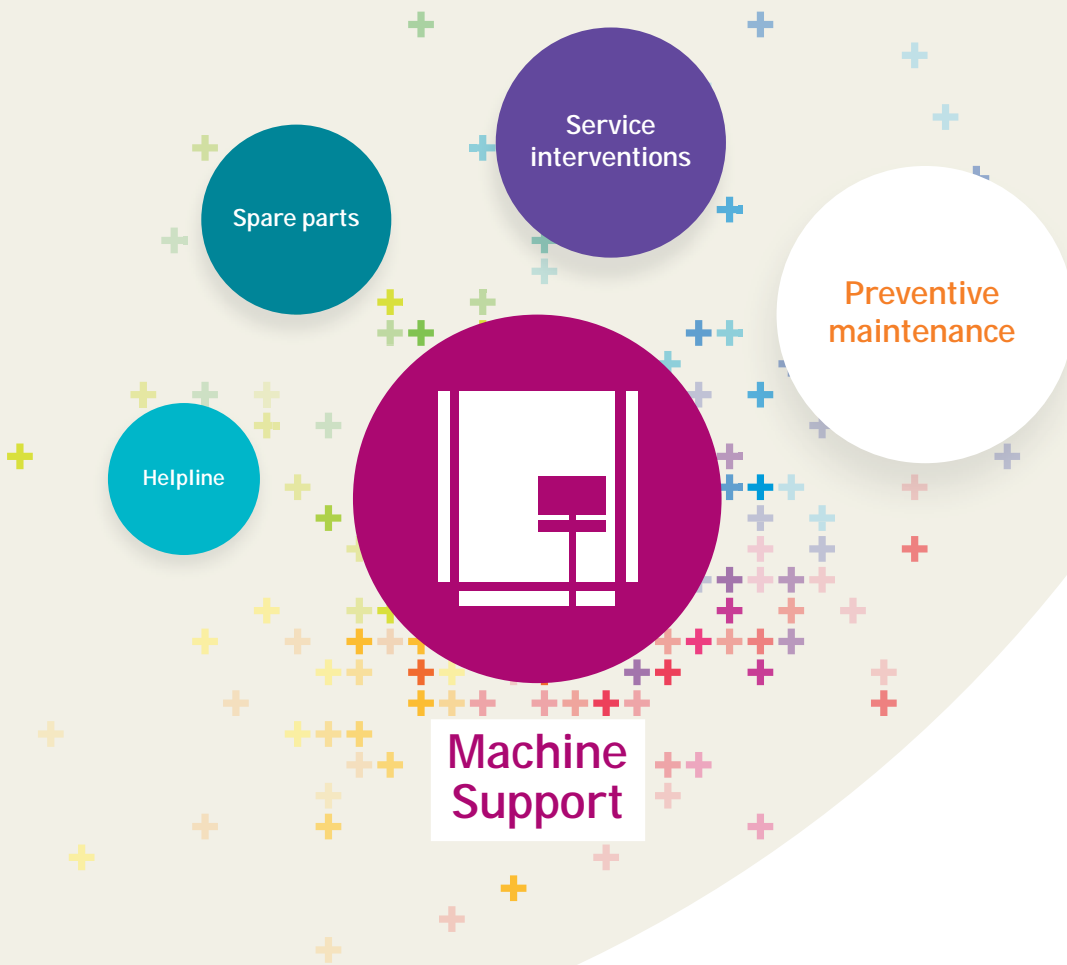 Service
interventions
Spare parts
Preventive
maintenance
Helpline
Machine
Support